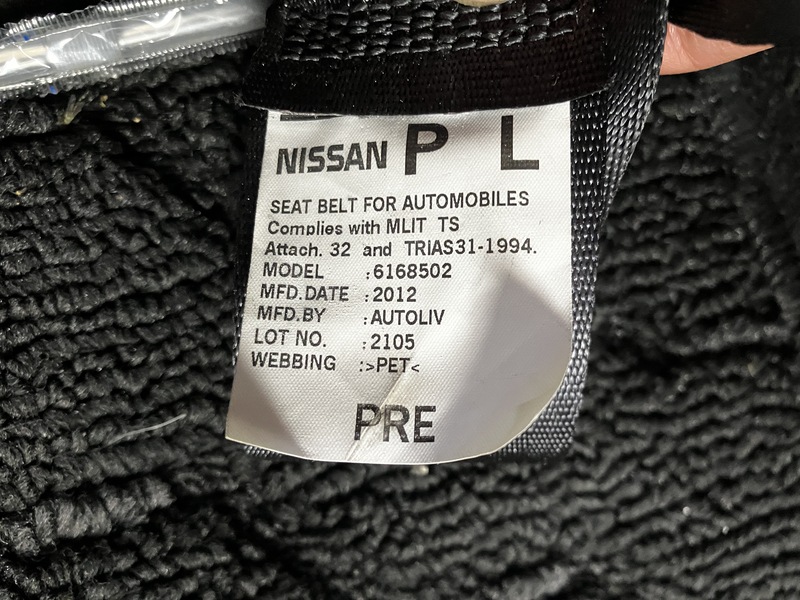 NISSAN P L
SEAT BELT FOR AUTOMOBILES
Complies with MLIT TS
Attach. 32 and TRIAS31-1994.
MODEL :6168502
MFD.DATE :2012
MFD.BY :AUTOLIV
LOT NO. :2105
WEBBING :>PET<
PRE